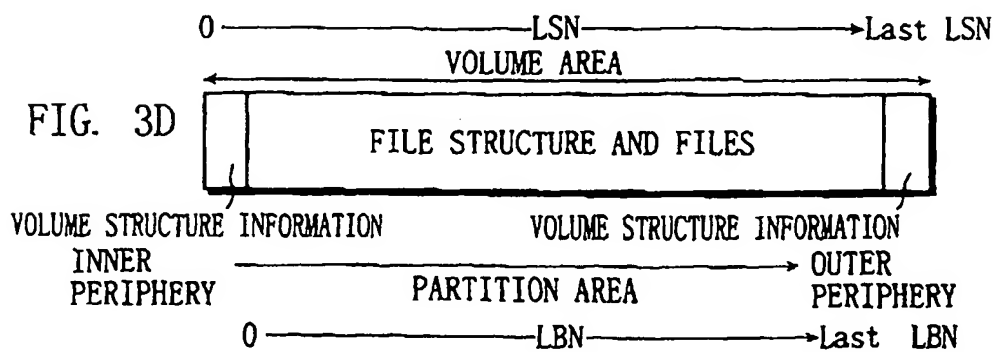 0 LSN Last LSN
VOLUME AREA
FIG. 3D
FILE STRUCTURE AND FILES
VOLUME STRUCTURE INFORMATION
VOLUME STRUCTURE INFORMATION
INNER PERIPHERY
OUTER PERIPHERY
PARTITION AREA
0 LBN Last LBN